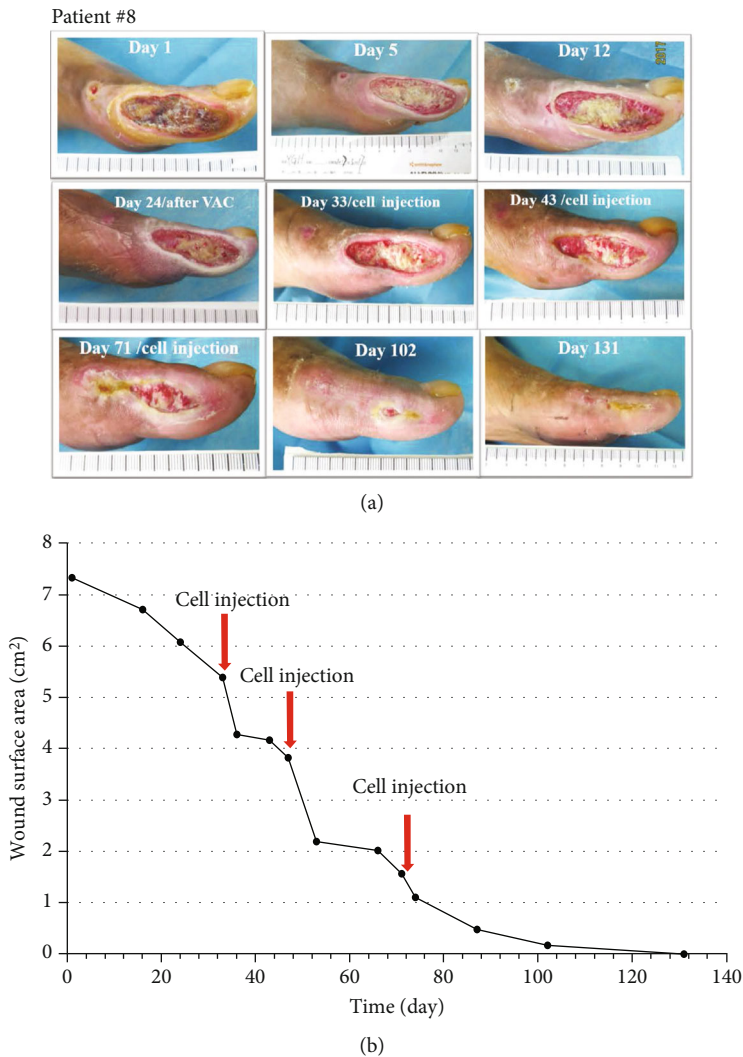 Patient #8
Day 1
Day 5
Day 12
2017
Day 24/after VAC
Day 33/cell injection
Day 43 /cell injection
Day 71 /cell injection
Day 102
Day 131
(a)
8
7
6
5
4
3
2
1
0
Wound surface area (cm²)
Cell injection
Cell injection
Cell injection
0 20 40 60 80 100 120 140
Time (day)
(b)